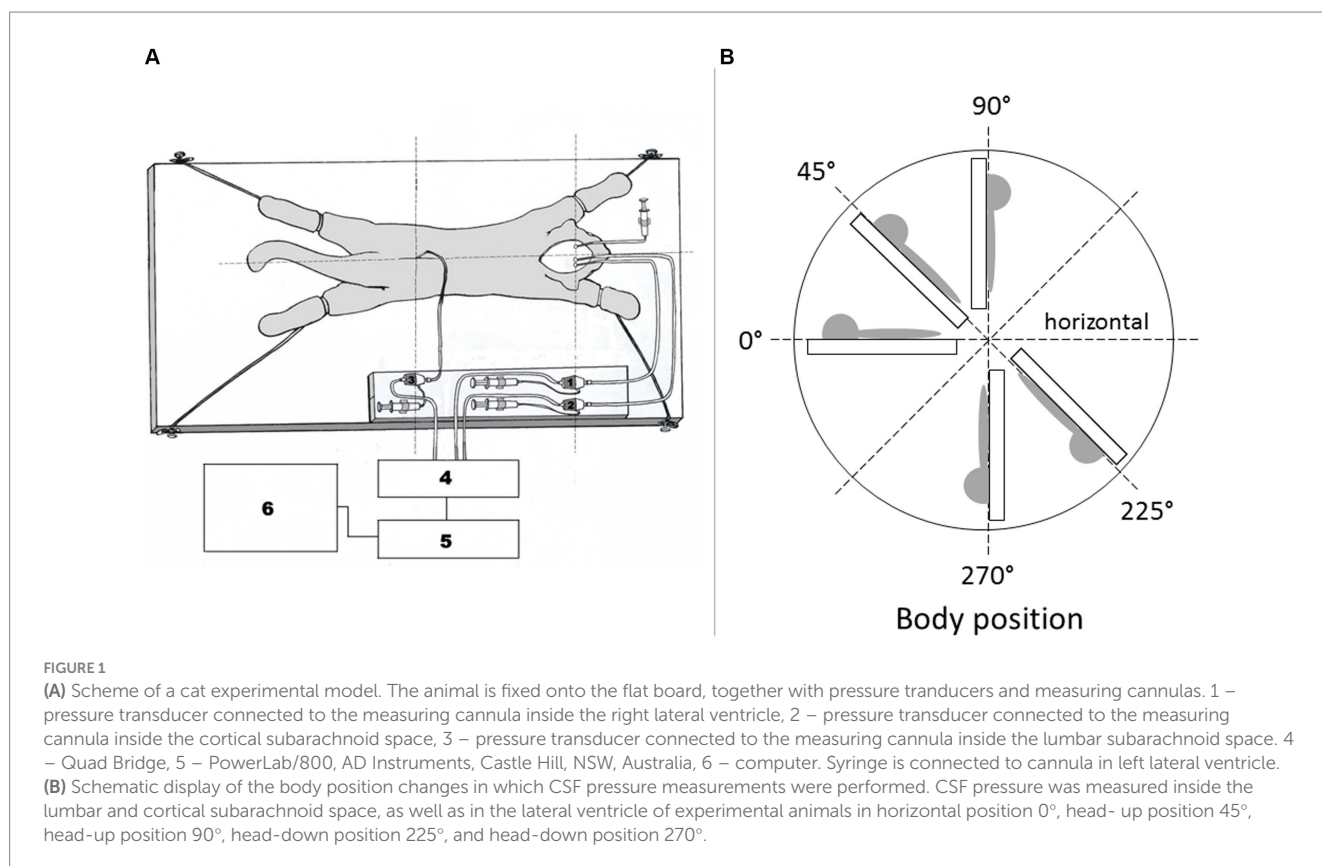 A
B
3
1
2
4
5
6
90°
45°
0°
horizontal
225°
270°
Body position
FIGURE 1
(A) Scheme of a cat experimental model. The animal is fixed onto the flat board, together with pressure tranducers and measuring cannulas. 1 –
pressure transducer connected to the measuring cannula inside the right lateral ventricle, 2 – pressure transducer connected to the measuring
cannula inside the cortical subarachnoid space, 3 – pressure transducer connected to the measuring cannula inside the lumbar subarachnoid space. 4
– Quad Bridge, 5 – PowerLab/800, AD Instruments, Castle Hill, NSW, Australia, 6 – computer. Syringe is connected to cannula in left lateral ventricle.
(B) Schematic display of the body position changes in which CSF pressure measurements were performed. CSF pressure was measured inside the
lumbar and cortical subarachnoid space, as well as in the lateral ventricle of experimental animals in horizontal position 0°, head- up position 45°,
head-up position 90°, head-down position 225°, and head-down position 270°.